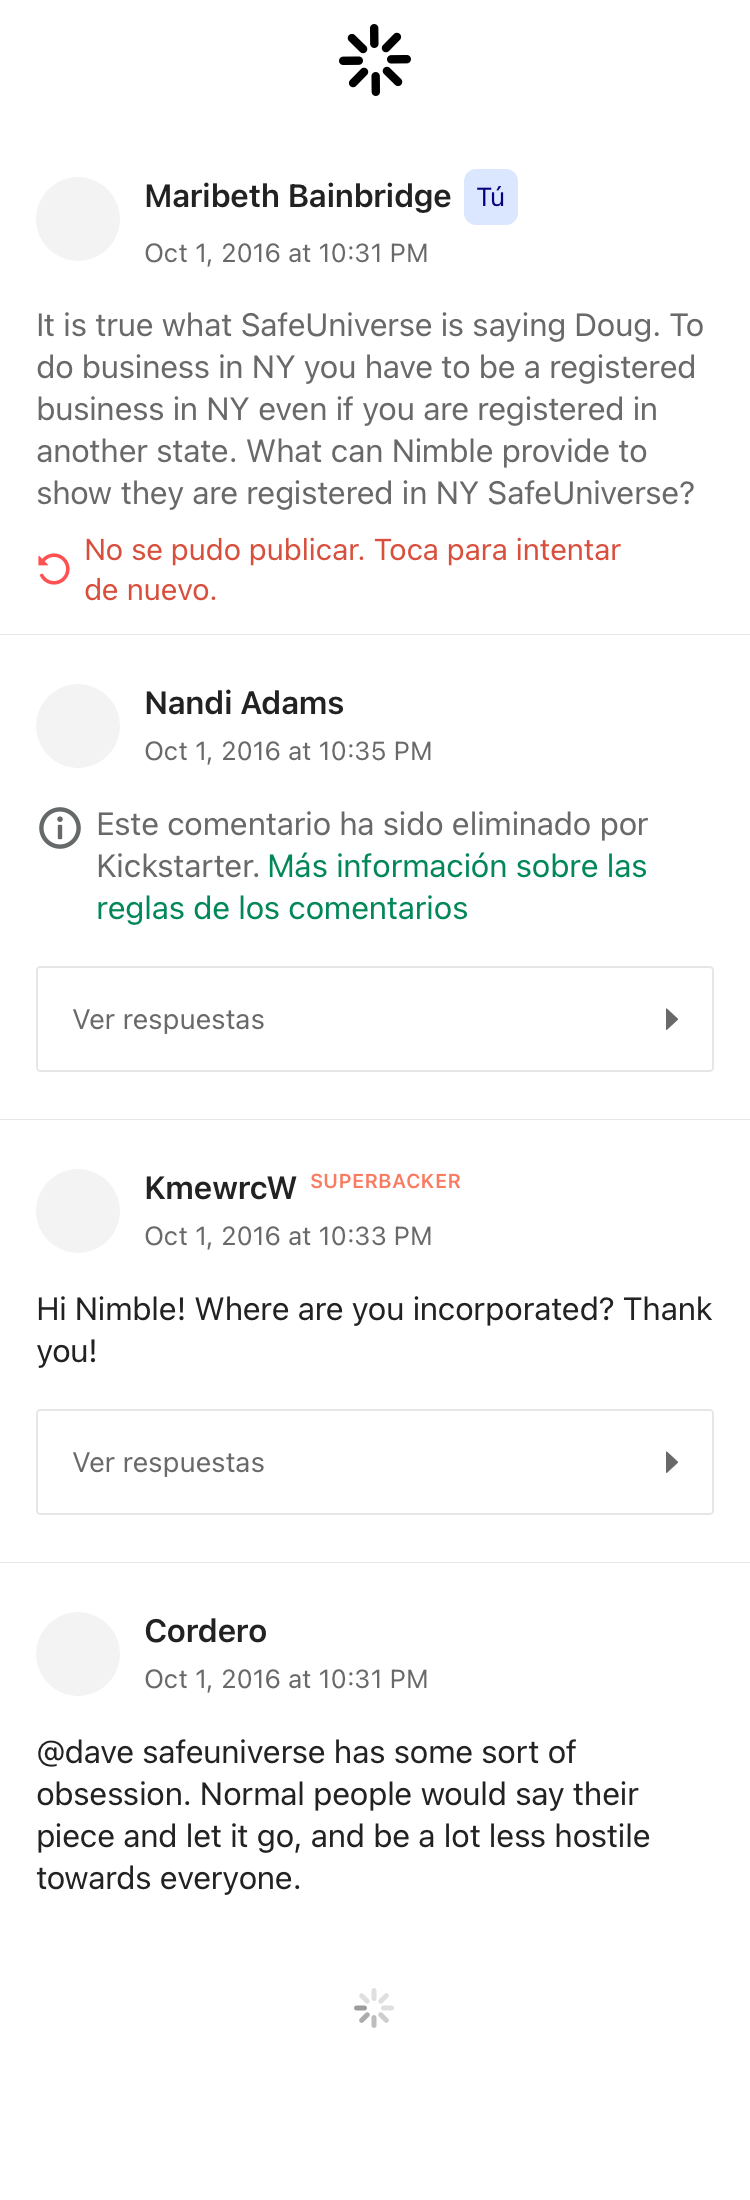 Maribeth Bainbridge Tú
Oct 1, 2016 at 10:31 PM
It is true what SafeUniverse is saying Doug. To
do business in NY you have to be a registered
business in NY even if you are registered in
another state. What can Nimble provide to
show they are registered in NY SafeUniverse?
No se pudo publicar. Toca para intentar
de nuevo.
Nandi Adams
Oct 1, 2016 at 10:35 PM
Este comentario ha sido eliminado por
Kickstarter. Más información sobre las
reglas de los comentarios
Ver respuestas
KmewrcW SUPERBACKER
Oct 1, 2016 at 10:33 PM
Hi Nimble! Where are you incorporated? Thank
you!
Ver respuestas
Cordero
Oct 1, 2016 at 10:31 PM
@dave safeuniverse has some sort of
obsession. Normal people would say their
piece and let it go, and be a lot less hostile
towards everyone.